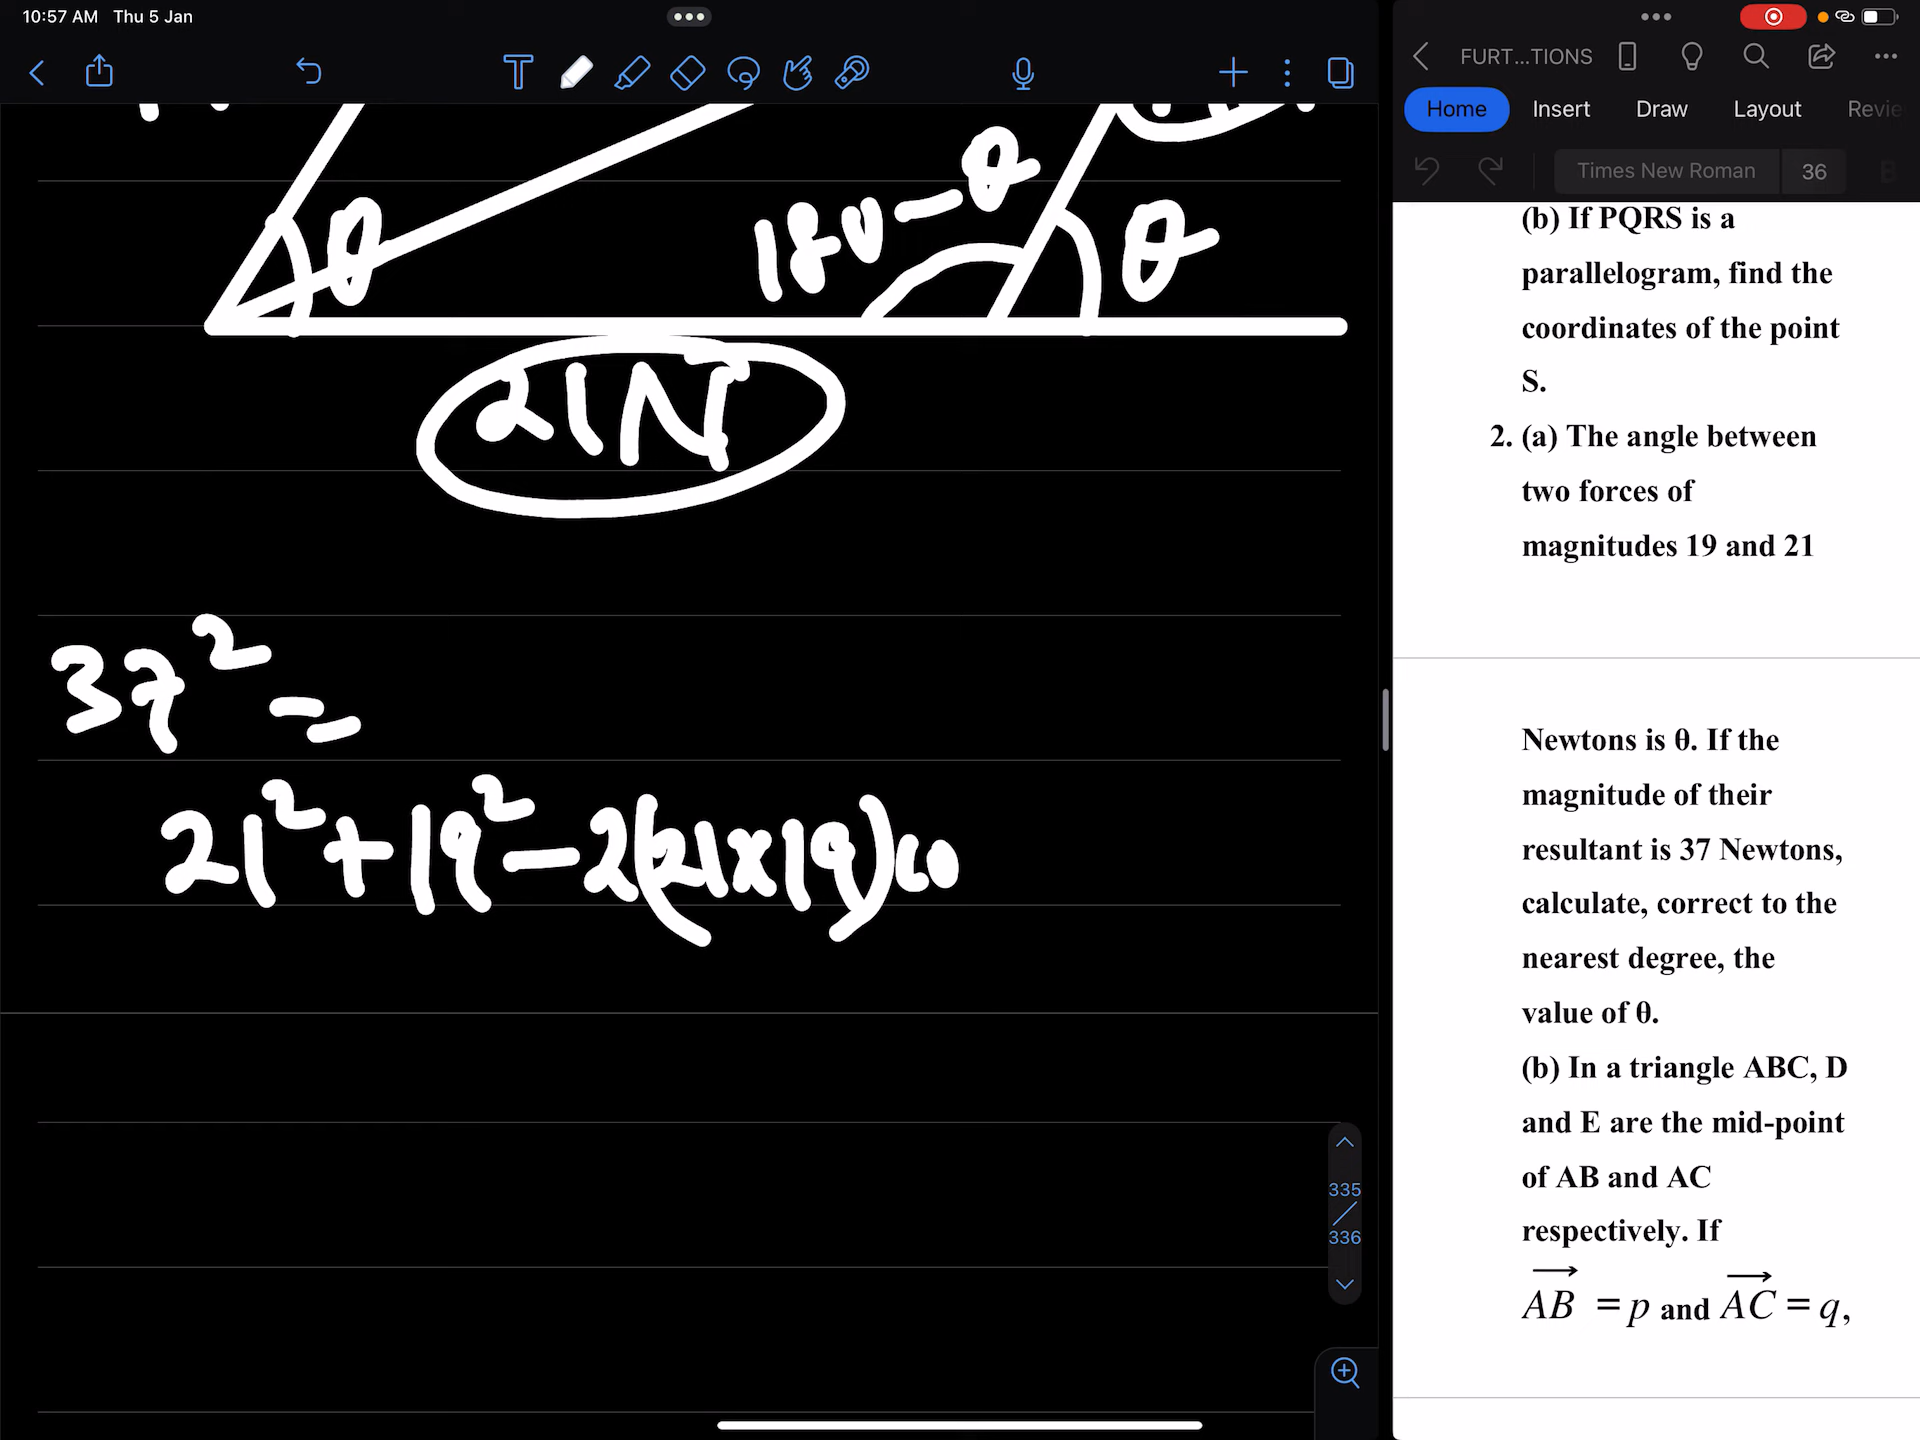 10:57 AM Thu 5 Jan
T
180-θ
θ
θ
21N
37² =
21² + 19² - 2(21x19)co
335
336
FURT...TIONS
Home Insert Draw Layout Revie
Times New Roman 36 B
(b) If PQRS is a
parallelogram, find the
coordinates of the point
S.
2. (a) The angle between
two forces of
magnitudes 19 and 21
Newtons is θ. If the
magnitude of their
resultant is 37 Newtons,
calculate, correct to the
nearest degree, the
value of θ.
(b) In a triangle ABC, D
and E are the mid-point
of AB and AC
respectively. If
AB = p and AC = q,